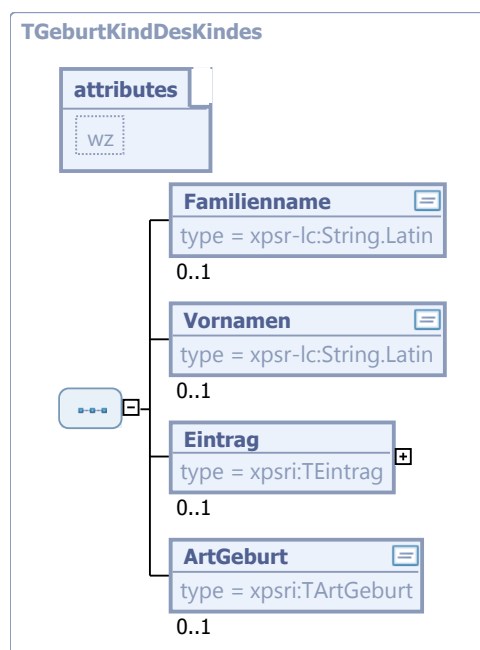 TGeburtKindDesKindes
attributes
wz
Familienname
type = xpsr-lc:String.Latin
0..1
Vornamen
type = xpsr-lc:String.Latin
0..1
Eintrag
type = xpsri:TEintrag
0..1
ArtGeburt
type = xpsri:TArtGeburt
0..1